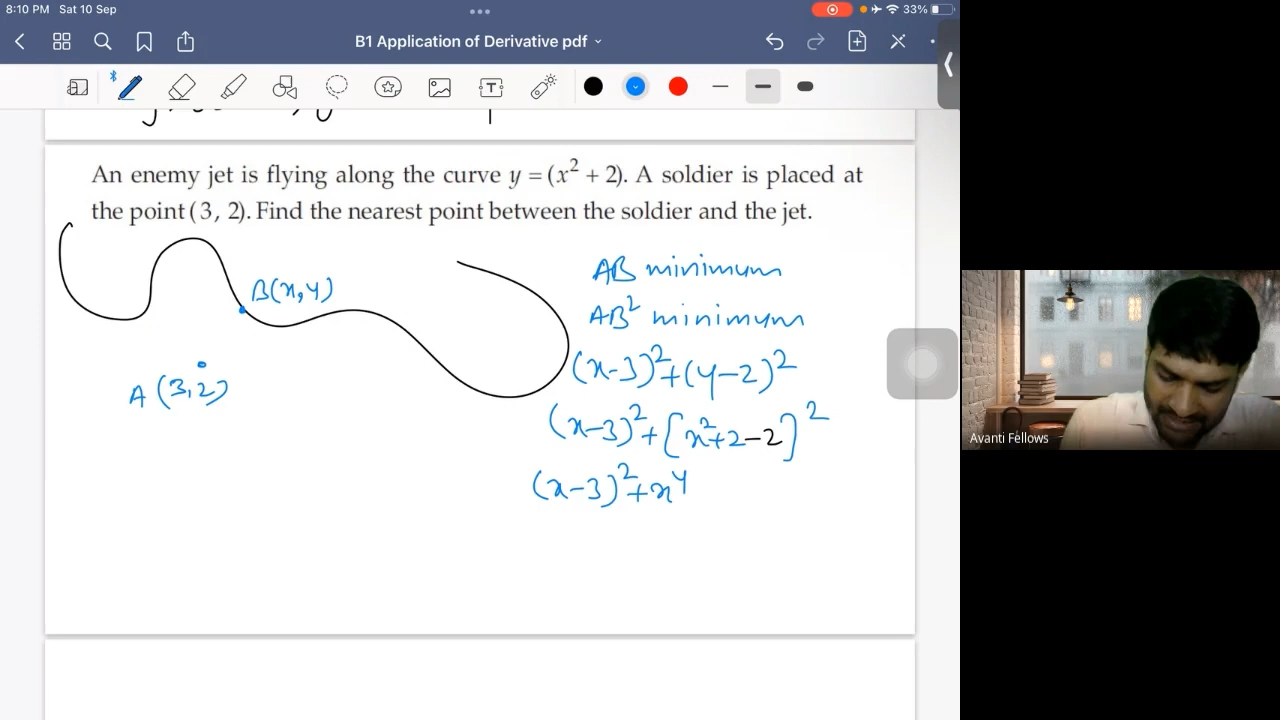 8:10 PM Sat 10 Sep
33%
B1 Application of Derivative pdf
An enemy jet is flying along the curve y = (x² + 2). A soldier is placed at
the point (3, 2). Find the nearest point between the soldier and the jet.
B(x,y)
A (3,2)
AB minimum
AB² minimum
(x-3)²+(y-2)²
(x-3)²+[x²+2-2]²
(x-3)²+x⁴
Avanti Fellows